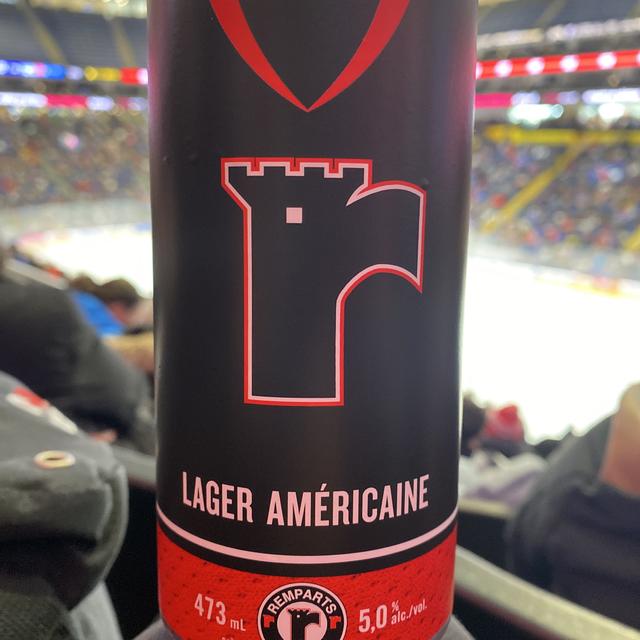 LAGER AMÉRICAINE
473 mL
REMPARTS
5,0 % alc./vol.